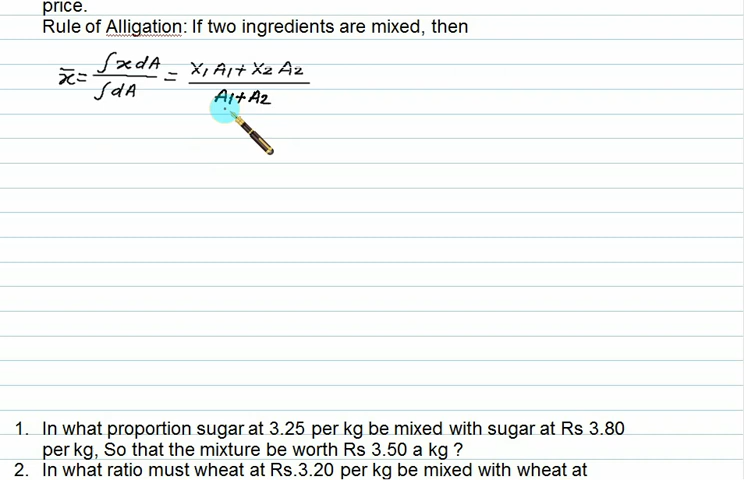 price.
Rule of Alligation: If two ingredients are mixed, then
x̄ = ∫xdA / ∫dA = X1 A1 + X2 A2 / A1 + A2
1. In what proportion sugar at 3.25 per kg be mixed with sugar at Rs 3.80
per kg, So that the mixture be worth Rs 3.50 a kg ?
2. In what ratio must wheat at Rs.3.20 per kg be mixed with wheat at